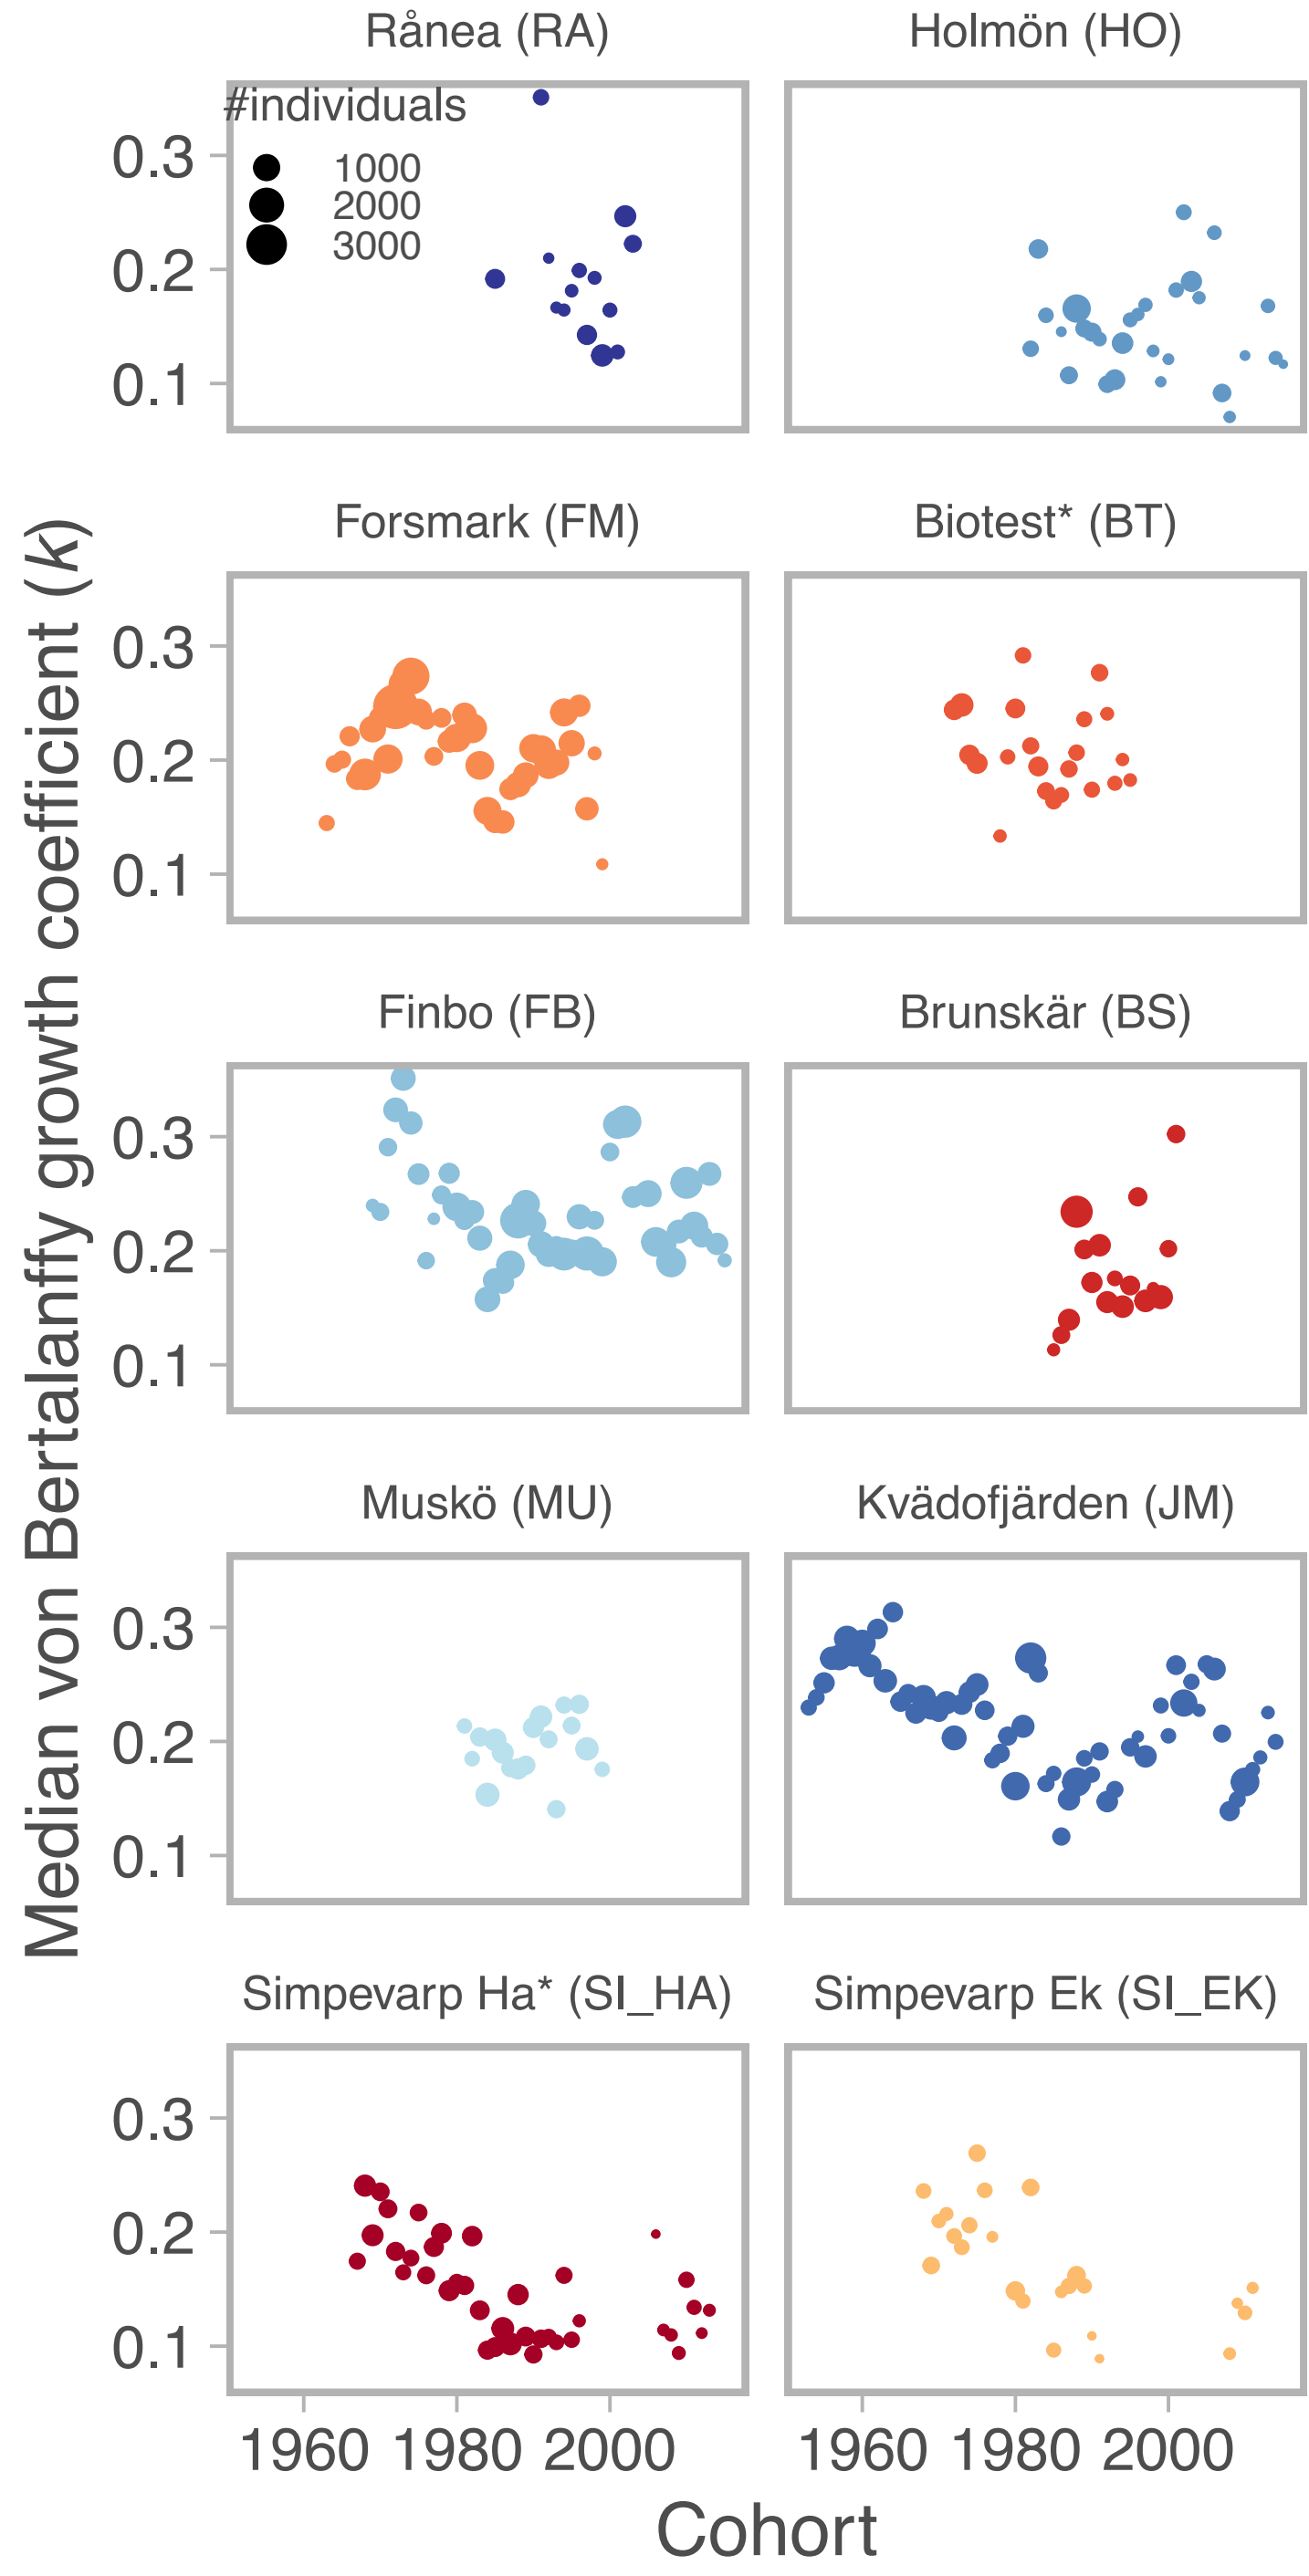 Rånea (RA)
Holmön (HO)
#individuals
1000
2000
3000
0.3
0.2
0.1
Forsmark (FM)
Biotest* (BT)
0.3
0.2
0.1
Finbo (FB)
Brunskär (BS)
0.3
0.2
0.1
Muskö (MU)
Kvädofjärden (JM)
0.3
0.2
0.1
Simpevarp Ha* (SI_HA)
Simpevarp Ek (SI_EK)
0.3
0.2
0.1
1960 1980 2000
1960 1980 2000
Cohort
Median von Bertalanffy growth coefficient (k)